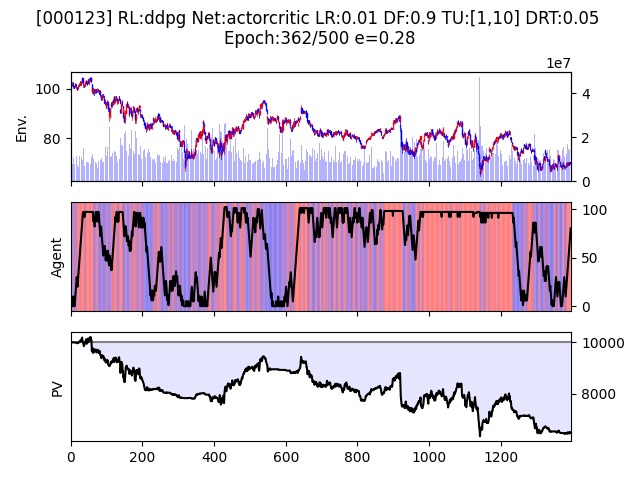 [000123] RL:ddpg Net:actorcritic LR:0.01 DF:0.9 TU:[1,10] DRT:0.05
Epoch:362/500 e=0.28
1e7
Env.
100
80
4
2
0
Agent
100
50
0
PV
10000
8000
0 200 400 600 800 1000 1200